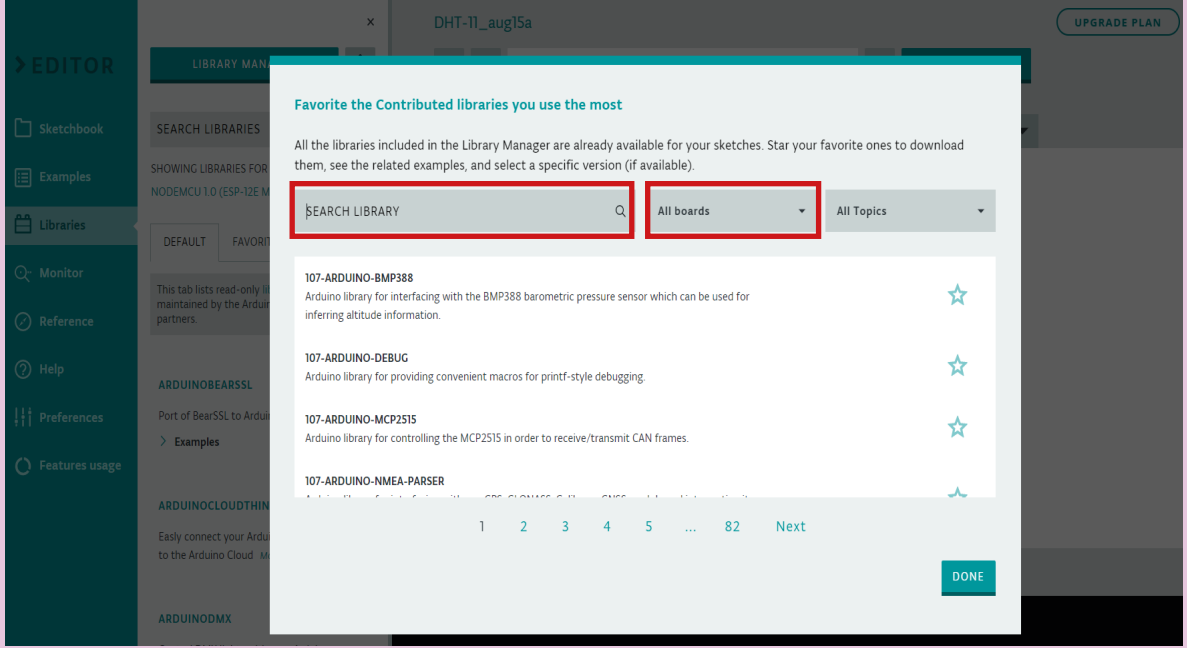 x
DHT-11_aug15a
UPGRADE PLAN
>EDITOR
LIBRARY MAN
Sketchbook
Examples
Libraries
Monitor
Reference
Help
Preferences
Features usage
SEARCH LIBRARIES
SHOWING LIBRARIES FOR
NODEMCU 1.0 (ESP-12E M
DEFAULT FAVORIT
This tab lists read-only li
maintained by the Arduin
partners.
ARDUINOBEARSSL
Port of BearSSL to Arduin
> Examples
ARDUINOCLOUDTHIN
Easly connect your Ardui
to the Arduino Cloud Mo
ARDUINODMX
Favorite the Contributed libraries you use the most
All the libraries included in the Library Manager are already available for your sketches. Star your favorite ones to download
them, see the related examples, and select a specific version (if available).
SEARCH LIBRARY
All boards
All Topics
107-ARDUINO-BMP388
Arduino library for interfacing with the BMP388 barometric pressure sensor which can be used for
inferring altitude information.
107-ARDUINO-DEBUG
Arduino library for providing convenient macros for printf-style debugging.
107-ARDUINO-MCP2515
Arduino library for controlling the MCP2515 in order to receive/transmit CAN frames.
107-ARDUINO-NMEA-PARSER
1 2 3 4 5 ... 82 Next
DONE